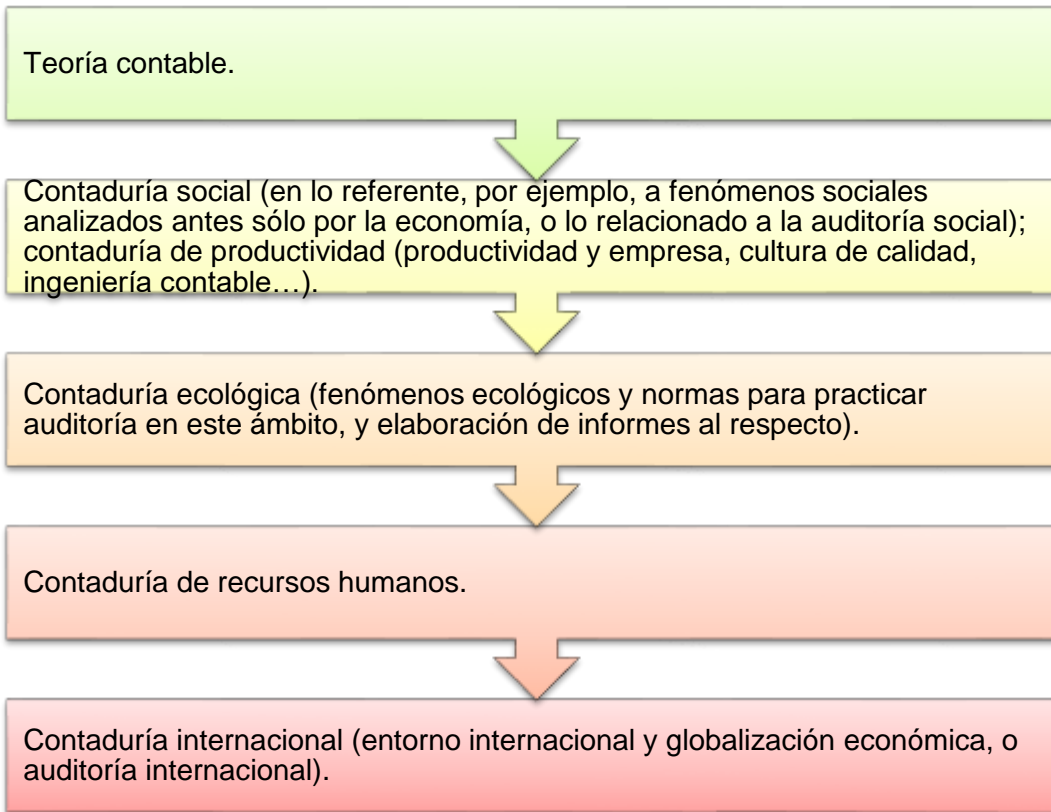 Teoría contable.
Contaduría social (en lo referente, por ejemplo, a fenómenos sociales
analizados antes sólo por la economía, o lo relacionado a la auditoría social);
contaduría de productividad (productividad y empresa, cultura de calidad,
ingeniería contable…).
Contaduría ecológica (fenómenos ecológicos y normas para practicar
auditoría en este ámbito, y elaboración de informes al respecto).
Contaduría de recursos humanos.
Contaduría internacional (entorno internacional y globalización económica, o
auditoría internacional).